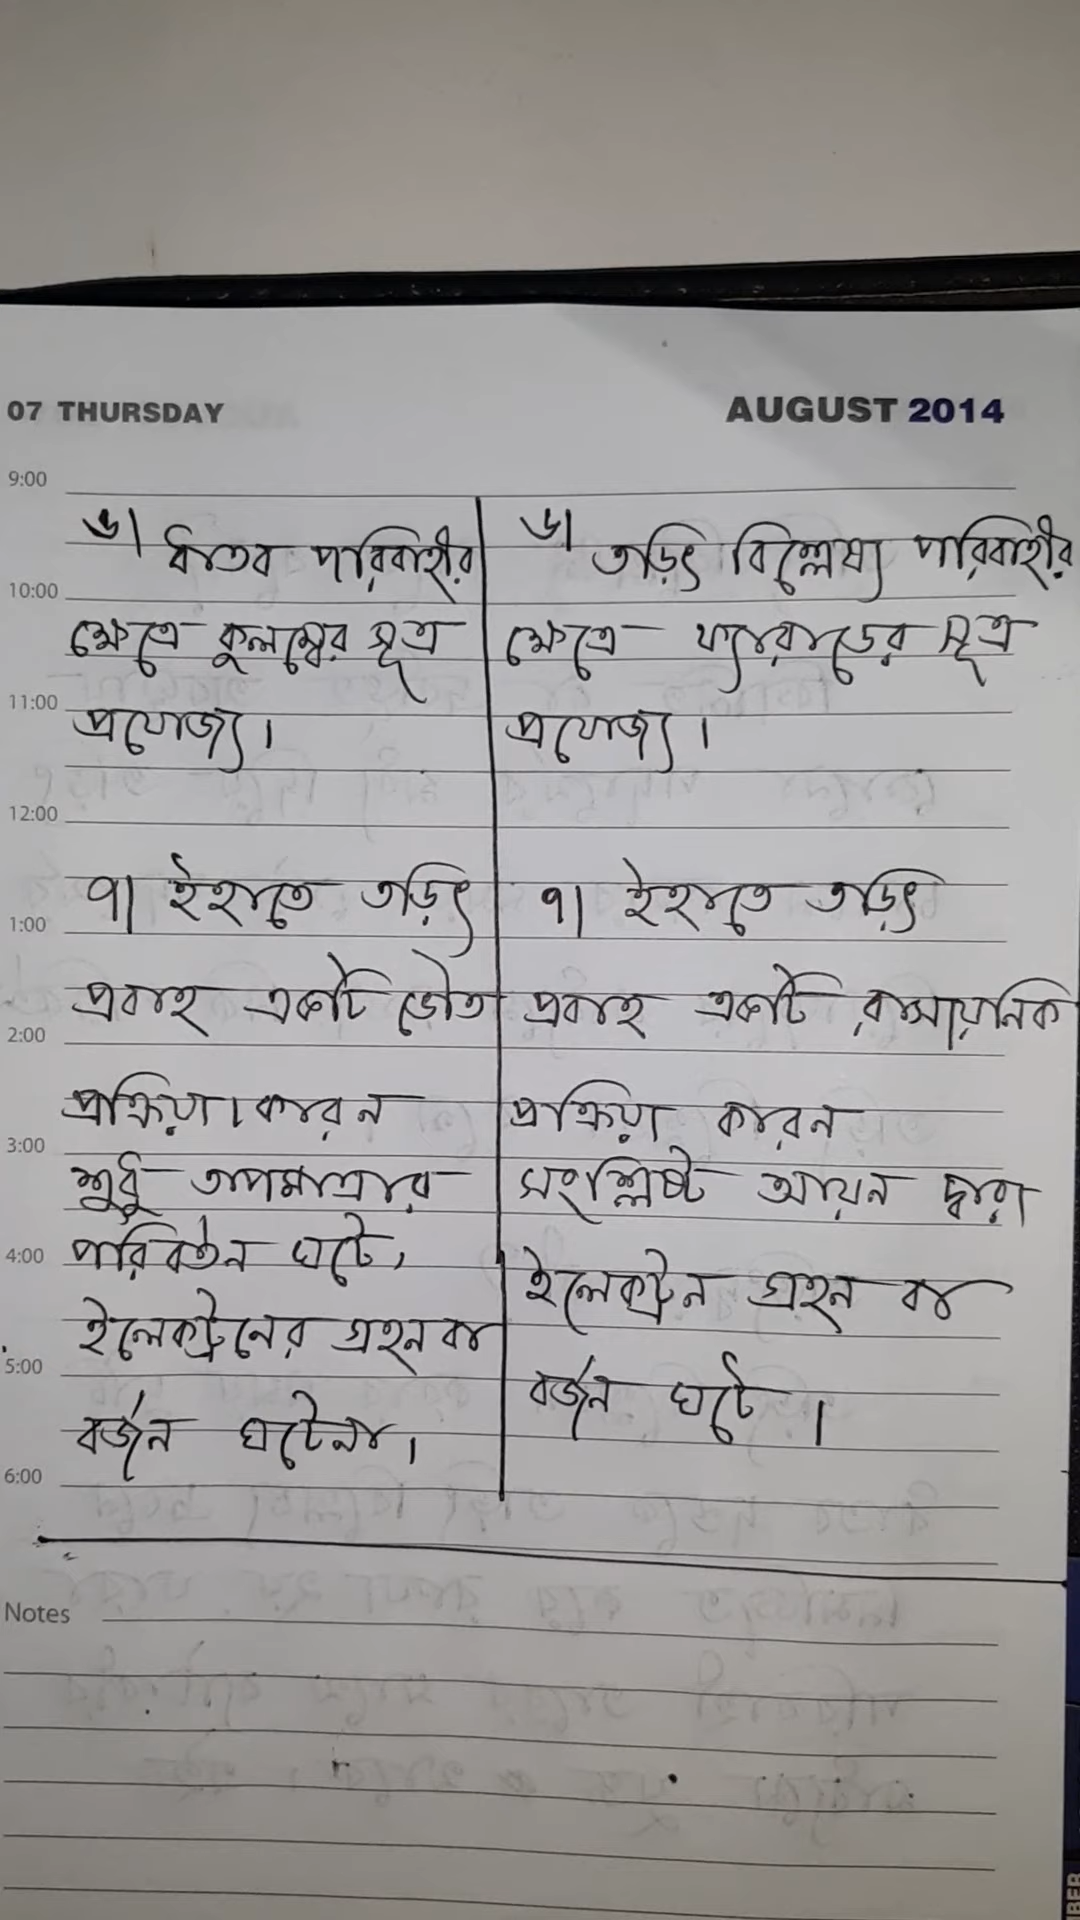 07 THURSDAY
AUGUST 2014
9:00
10:00
11:00
12:00
1:00
2:00
3:00
4:00
5:00
6:00
৬| ধাতব পরিবাহীর
ক্ষেত্রে কুলম্বের সূত্র
প্রযোজ্য।
৭| ইহাতে তড়িৎ
প্রবাহ একটি ভৌত
প্রক্রিয়া। কারন
শুধু তাপমাত্রার
পরিবর্তন ঘটে,
ইলেকট্রনের গ্রহন বা
বর্জন ঘটেনা।
৬| তড়িৎ বিশ্লেষ্য পরিবাহীর
ক্ষেত্রে ফ্যারাডের সূত্র
প্রযোজ্য।
৭| ইহাতে তড়িৎ
প্রবাহ একটি রাসায়নিক
প্রক্রিয়া কারন
সংশ্লিষ্ট আয়ন দ্বারা
ইলেকট্রন গ্রহন বা
বর্জন ঘটে।
Notes